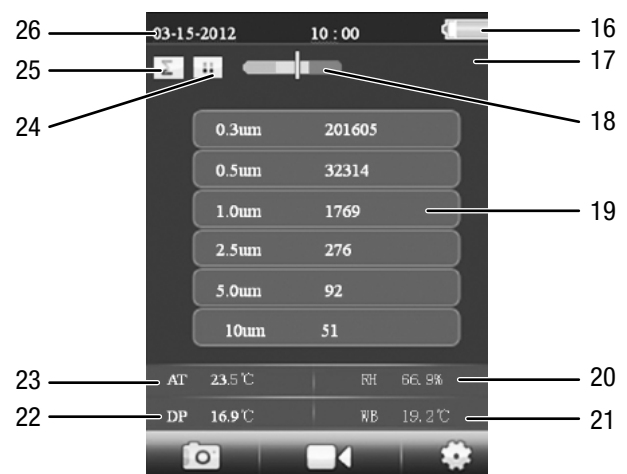 26 03-15-2012 10 : 00 16
25 Σ 17
24 18
0.3um 201605
0.5um 32314
1.0um 1769 19
2.5um 276
5.0um 92
10um 51
23 AT 23.5℃ RH 66.9% 20
22 DP 16.9℃ WB 19.2℃ 21